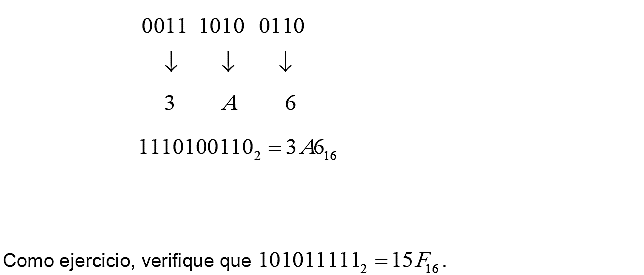 0011 1010 0110
↓ ↓ ↓
3 A 6
1110100110₂ = 3A6₁₆
Como ejercicio, verifique que 101011111₂ = 15F₁₆.